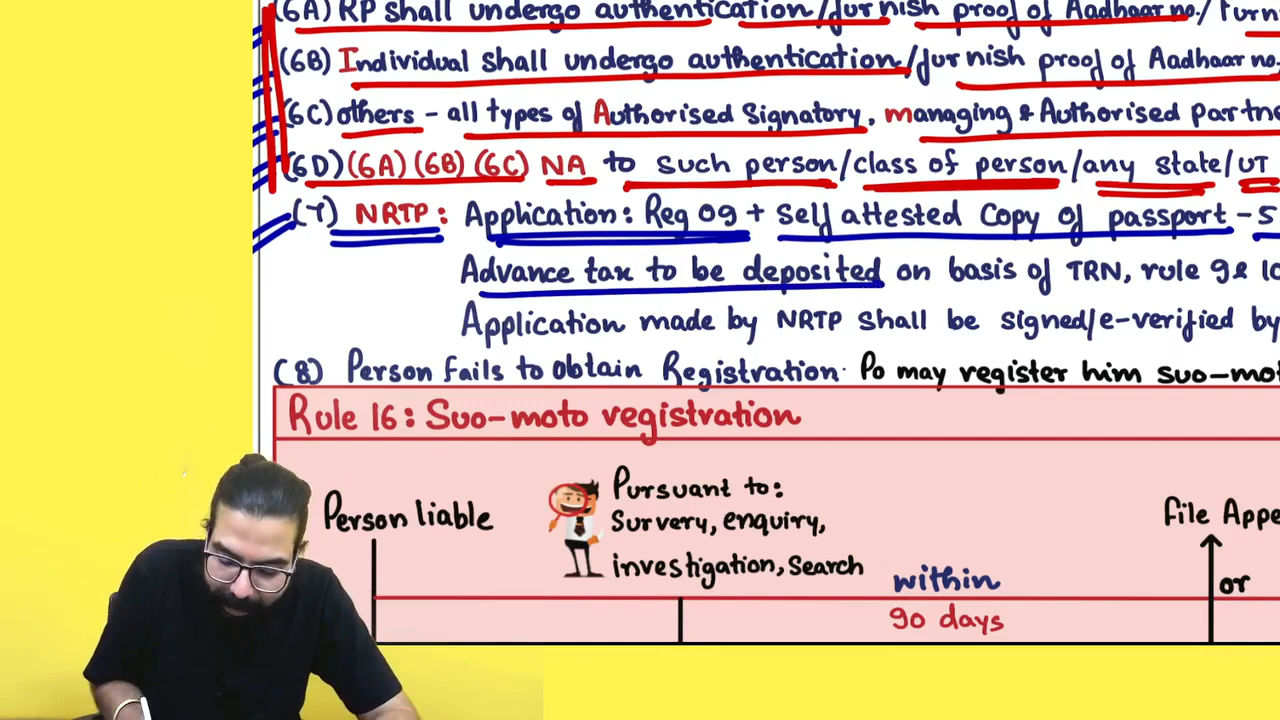 (6A) RP shall undergo authentication/furnish proof of Aadhaar no./
(6B) Individual shall undergo authentication/furnish proof of Aadhaar no.
(6C) others - all types of Authorised Signatory, managing & Authorised
(6D) (6A) (6B) (6C) NA to such person/class of person/any state/UT
(7) NRTP: Application: Reg 09 + Self attested Copy of passport - 5
Advance tax to be deposited on basis of TRN, rule 9 &
Application made by NRTP shall be signed/e-verified by
(8) Person fails to obtain Registration. Po may register him suo-mot
Rule 16: Suo-moto registration
Person liable
Pursuant to:
Survery, enquiry,
investigation, Search
within
90 days
File Appe
or